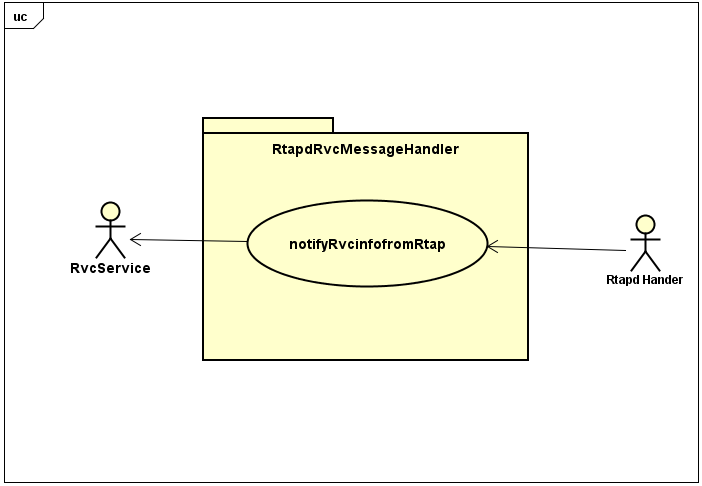 uc
RtapdRvcMessageHandler
notifyRvcinfofromRtap
RvcService
Rtapd Hander